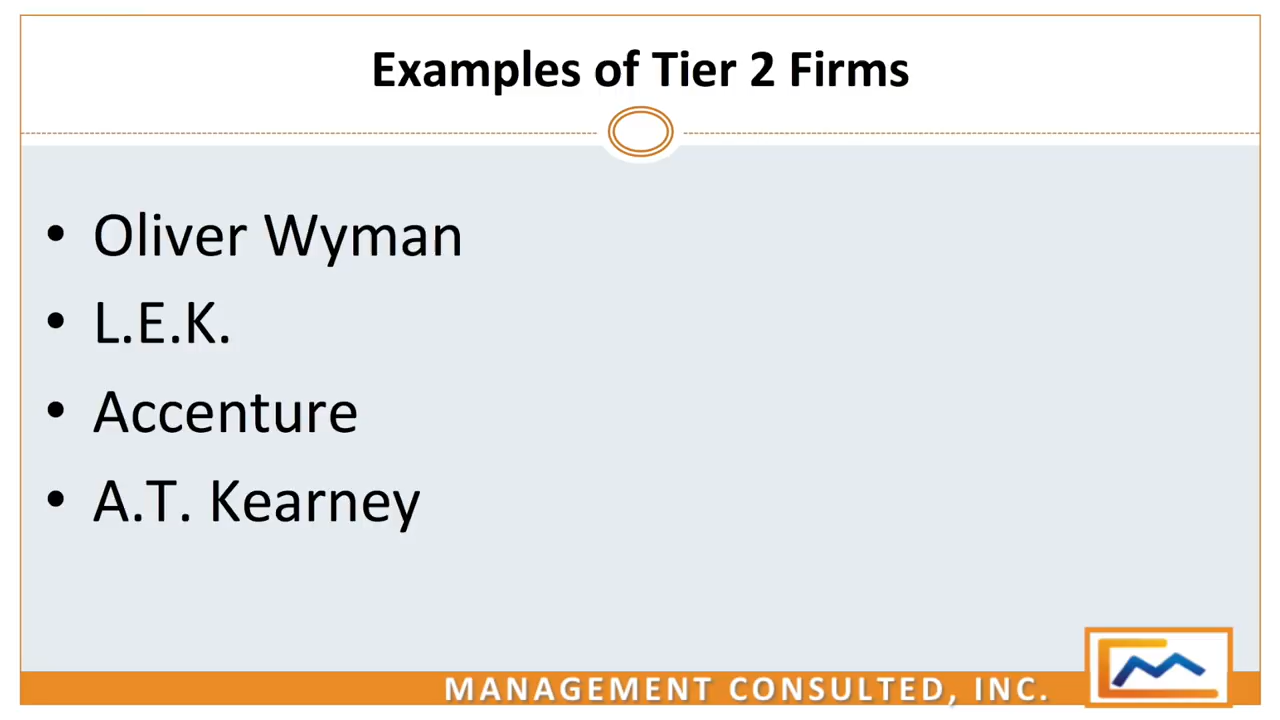 Examples of Tier 2 Firms
• Oliver Wyman
• L.E.K.
• Accenture
• A.T. Kearney
MANAGEMENT CONSULTED, INC.